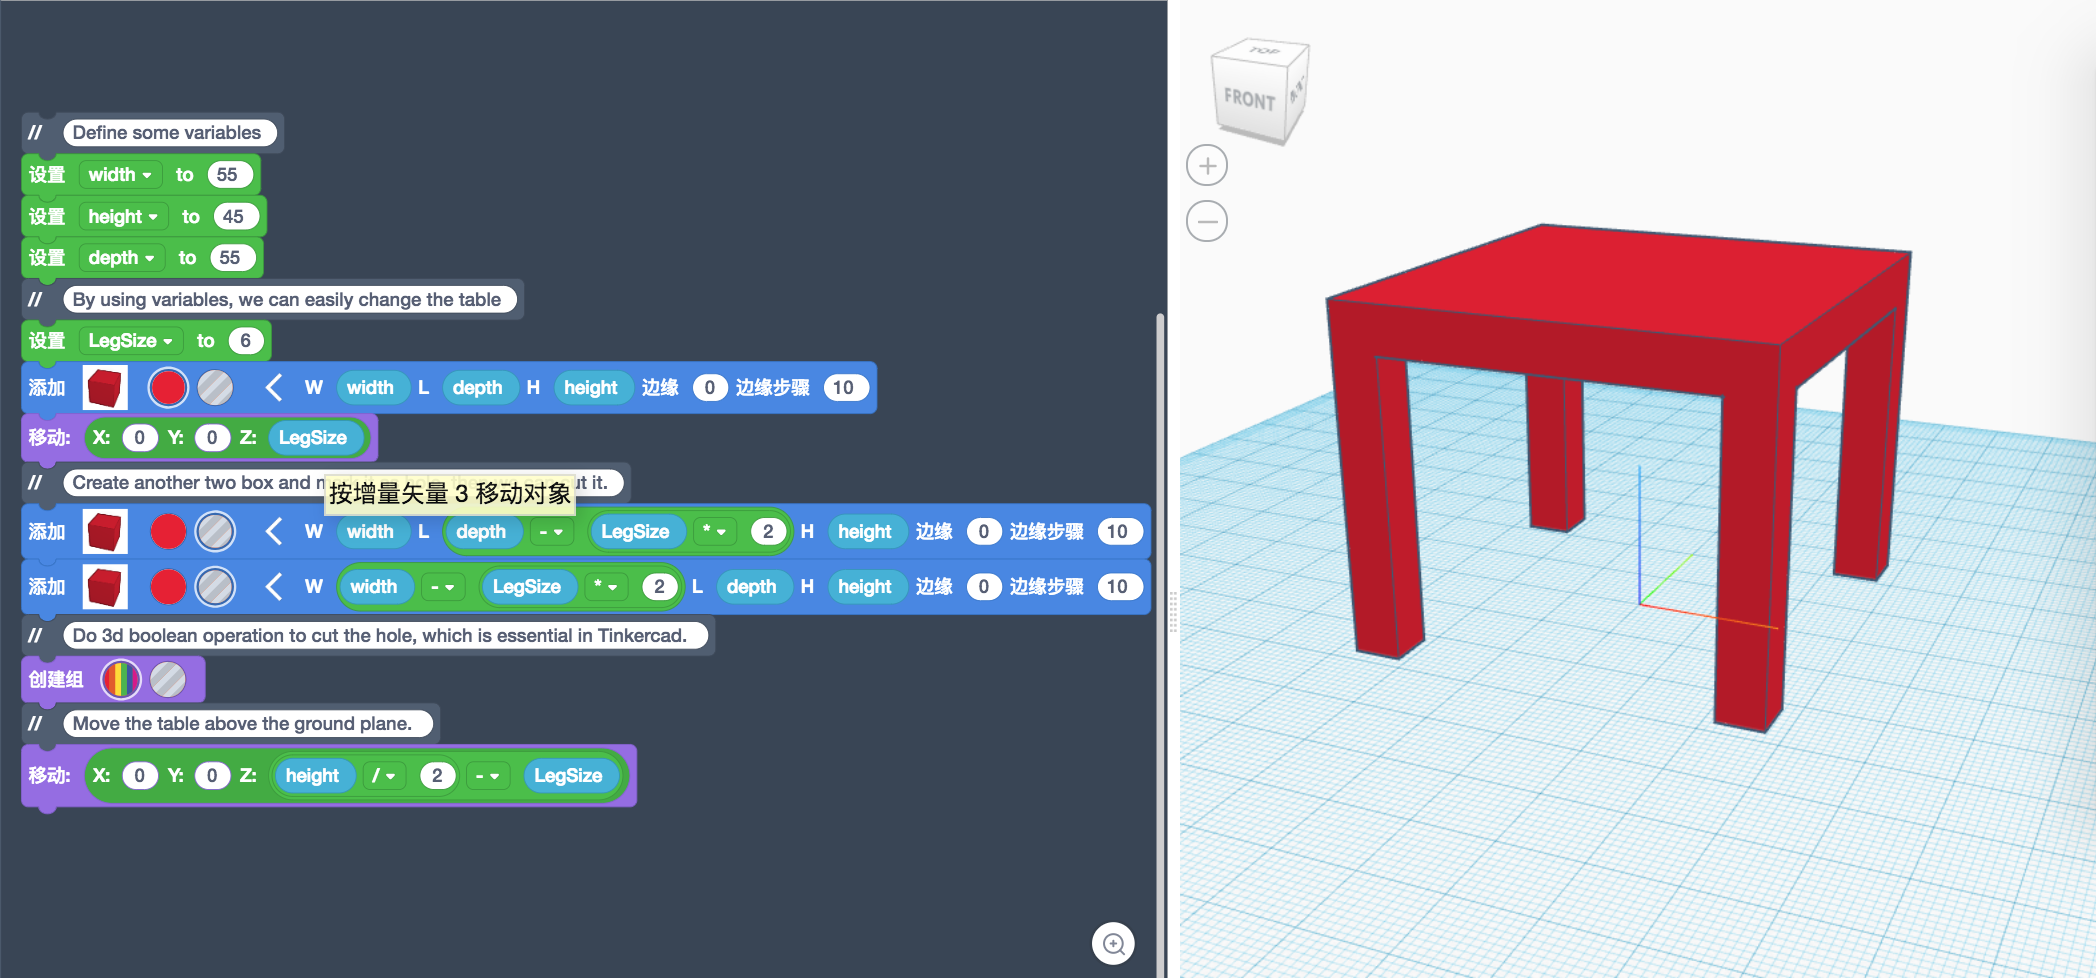 // Define some variables
设置 width to 55
设置 height to 45
设置 depth to 55
// By using variables, we can easily change the table
设置 LegSize to 6
添加 W width L depth H height 边缘 0 边缘步骤 10
移动: X: 0 Y: 0 Z: LegSize
// Create another two box and it.
按增量矢量 3 移动对象
添加 W width L depth - LegSize * 2 H height 边缘 0 边缘步骤 10
添加 W width - LegSize * 2 L depth H height 边缘 0 边缘步骤 10
// Do 3d boolean operation to cut the hole, which is essential in Tinkercad.
创建组
// Move the table above the ground plane.
移动: X: 0 Y: 0 Z: height / 2 - LegSize
TOP
FRONT